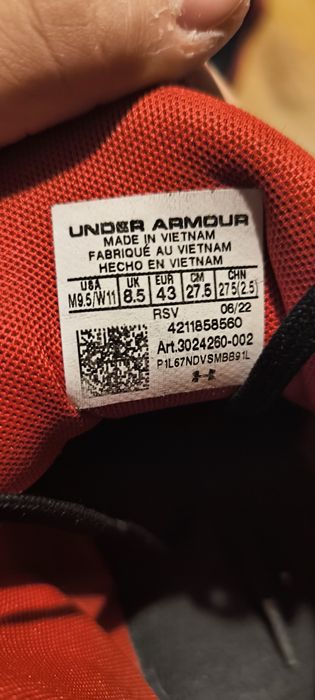 UNDER ARMOUR
MADE IN VIETNAM
FABRIQUÉ AU VIETNAM
HECHO EN VIETNAM
USA UK EUR CM CHN
M9.5/W11 8.5 43 27.5 275(2.5)
RSV 06/22
4211858560
Art.3024260-002
P1L67NDVSMBB91L